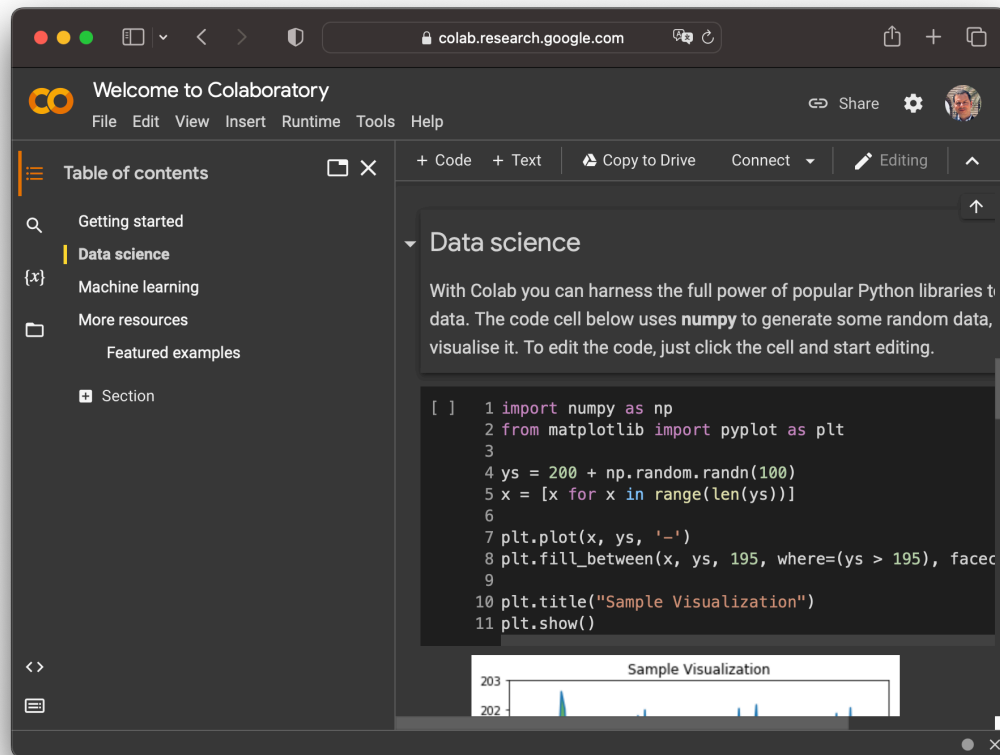 colab.research.google.com
Welcome to Colaboratory
File Edit View Insert Runtime Tools Help
Share
Table of contents
+ Code + Text Copy to Drive Connect Editing
Getting started
Data science
Machine learning
More resources
Featured examples
Section
{x}
Data science
With Colab you can harness the full power of popular Python libraries t
data. The code cell below uses numpy to generate some random data,
visualise it. To edit the code, just click the cell and start editing.
[ ] 1 import numpy as np
2 from matplotlib import pyplot as plt
3
4 ys = 200 + np.random.randn(100)
5 x = [x for x in range(len(ys))]
6
7 plt.plot(x, ys, '-')
8 plt.fill_between(x, ys, 195, where=(ys > 195), facec
9
10 plt.title("Sample Visualization")
11 plt.show()
Sample Visualization
203
202